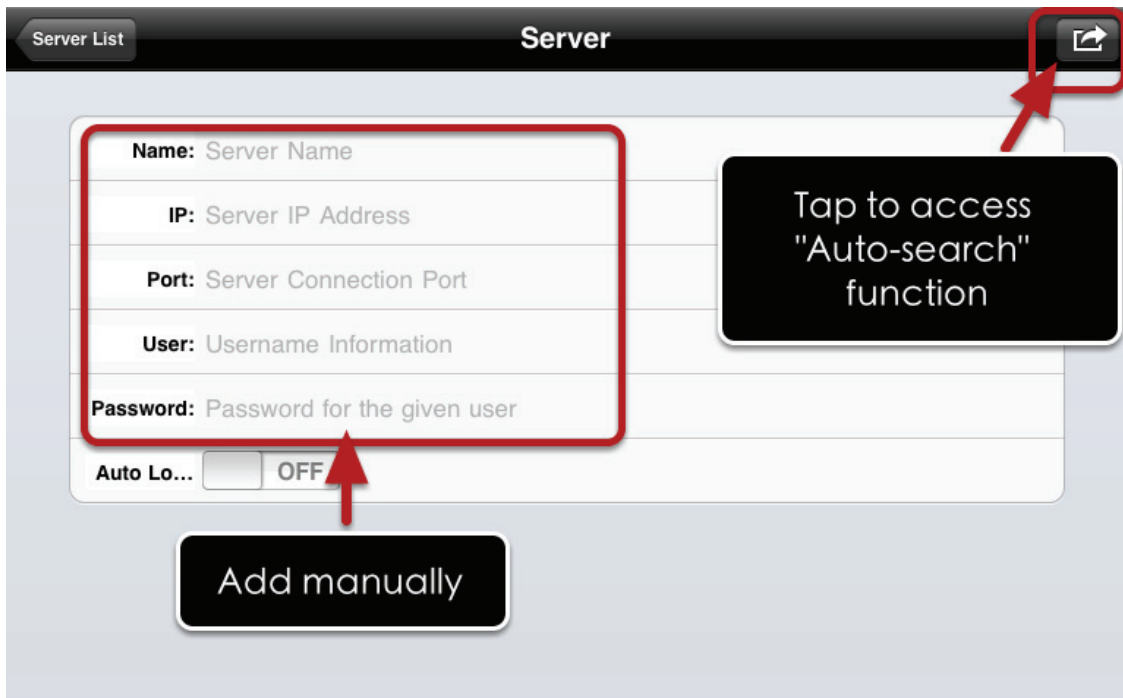 Server List
Server
Name: Server Name
IP: Server IP Address
Port: Server Connection Port
User: Username Information
Password: Password for the given user
Auto Lo... OFF
Tap to access
"Auto-search"
function
Add manually